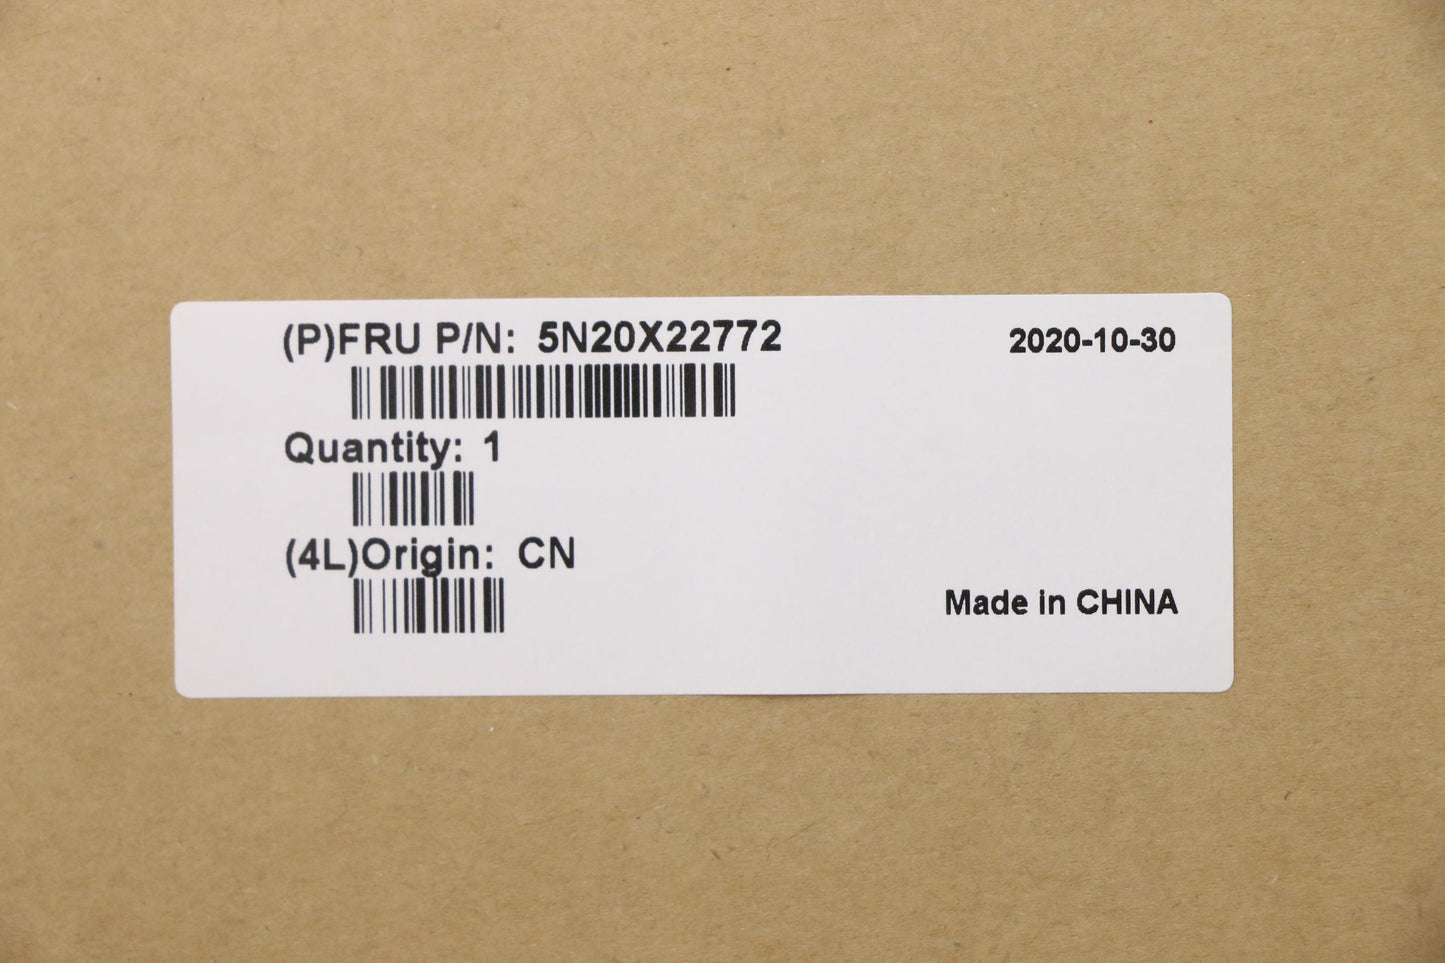 (P)FRU P/N: 5N20X22772
2020-10-30
Quantity: 1
(4L)Origin: CN
Made in CHINA